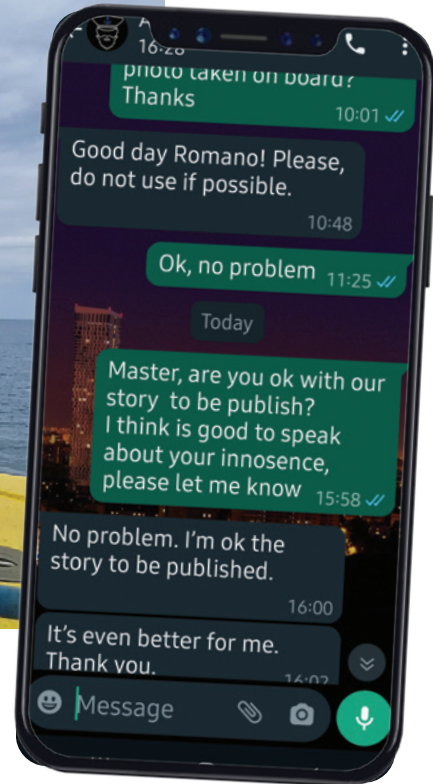 16:28
photo taken on board?
Thanks
10:01
Good day Romano! Please,
do not use if possible.
10:48
Ok, no problem 11:25
Today
Master, are you ok with our
story to be publish?
I think is good to speak
about your innosence,
please let me know 15:58
No problem. I'm ok the
story to be published.
16:00
It's even better for me.
Thank you.
16:02
Message